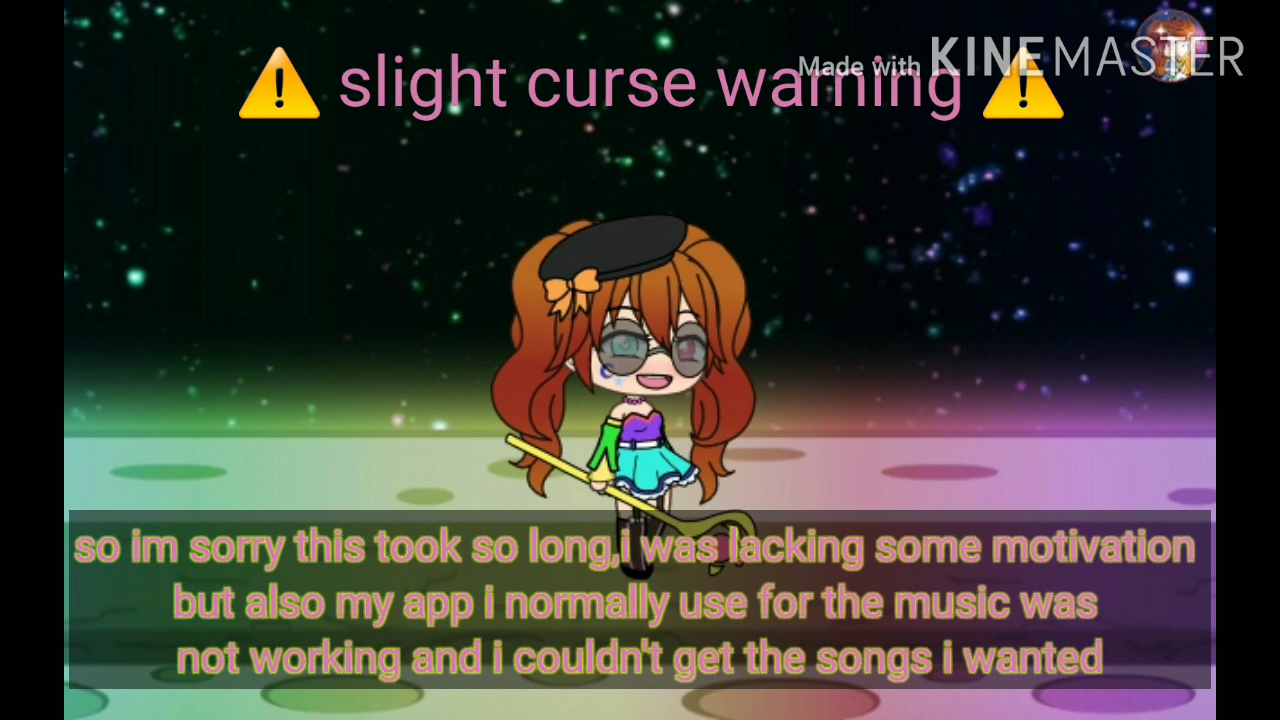 Made with KINEMASTER
⚠️ slight curse warning ⚠️
so im sorry this took so long,i was lacking some motivation
but also my app i normally use for the music was
not working and i couldn't get the songs i wanted